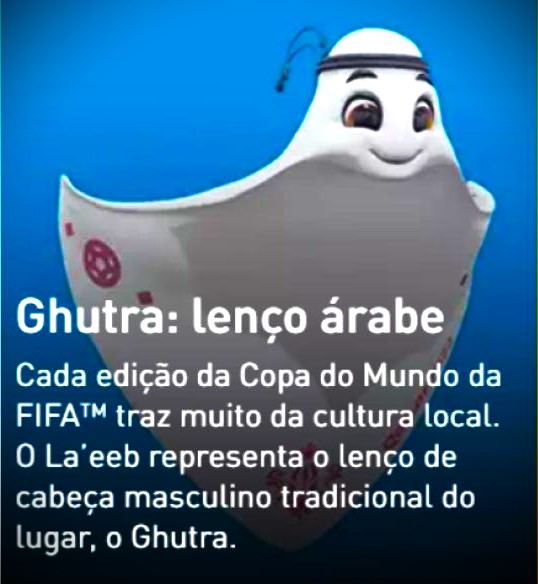 Ghutra: lenço árabe
Cada edição da Copa do Mundo da
FIFA™ traz muito da cultura local.
O La'eeb representa o lenço de
cabeça masculino tradicional do
lugar, o Ghutra.